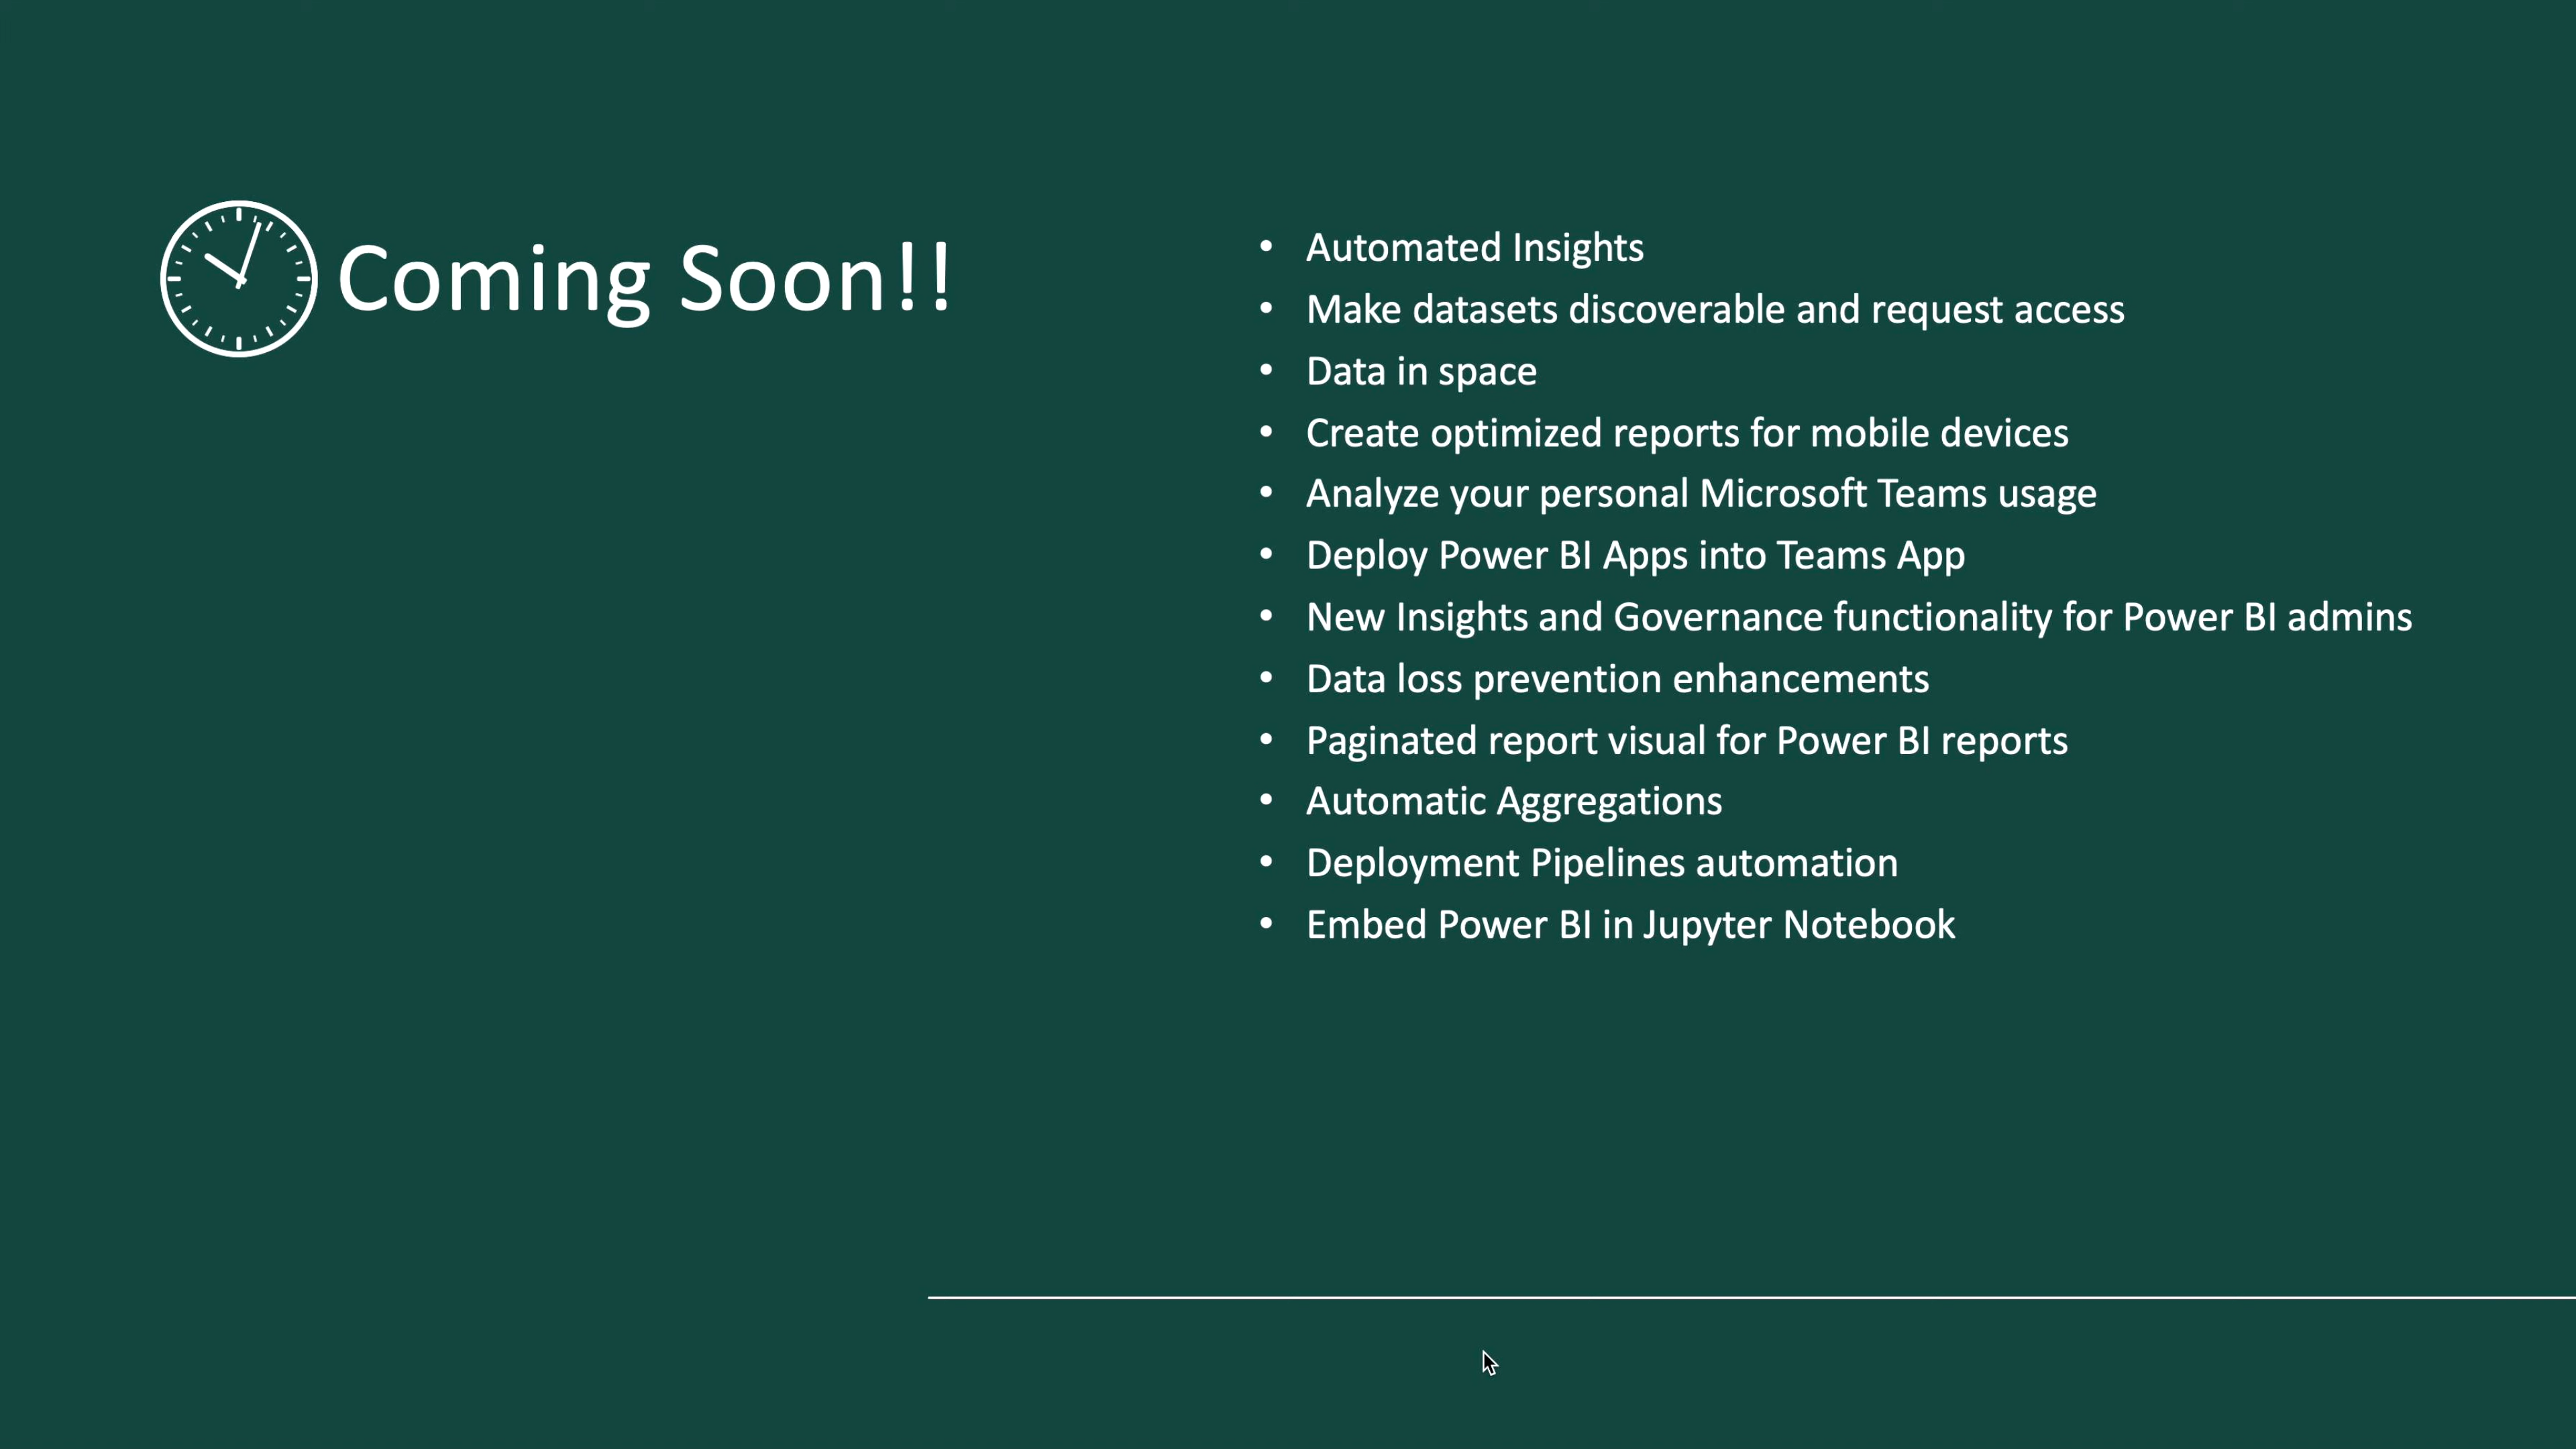 Coming Soon!!
• Automated Insights
• Make datasets discoverable and request access
• Data in space
• Create optimized reports for mobile devices
• Analyze your personal Microsoft Teams usage
• Deploy Power BI Apps into Teams App
• New Insights and Governance functionality for Power BI admins
• Data loss prevention enhancements
• Paginated report visual for Power BI reports
• Automatic Aggregations
• Deployment Pipelines automation
• Embed Power BI in Jupyter Notebook